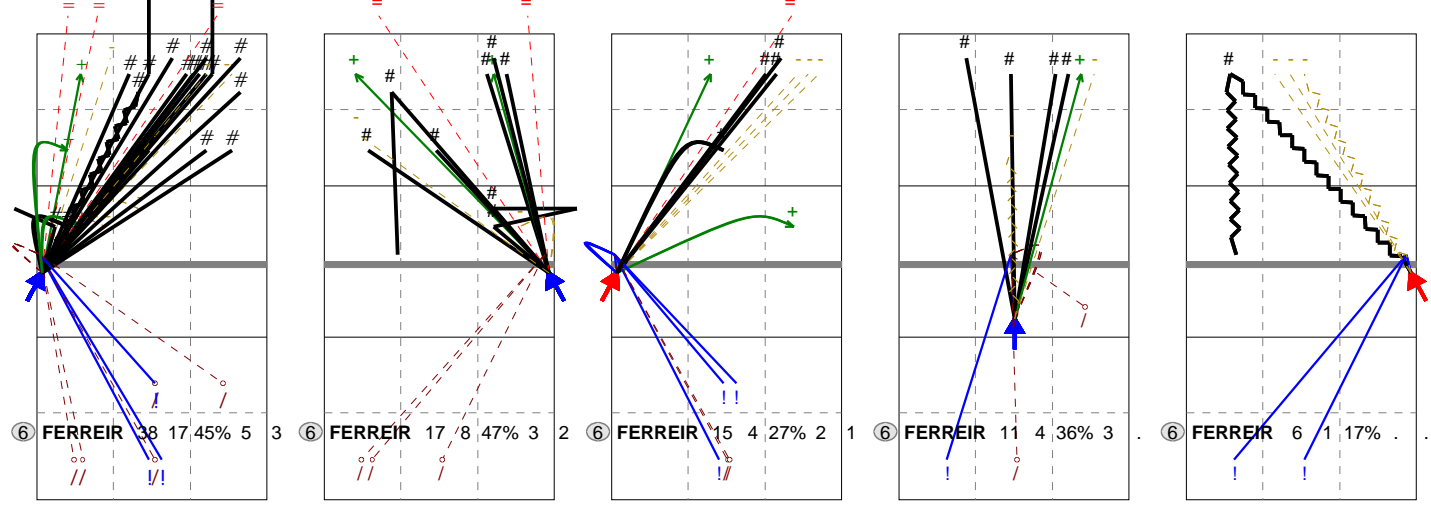 6 FERREIR 38 17 45% 5 3
6 FERREIR 17 8 47% 3 2
6 FERREIR 15 4 27% 2 1
6 FERREIR 11 4 36% 3 .
6 FERREIR 6 1 17% . .